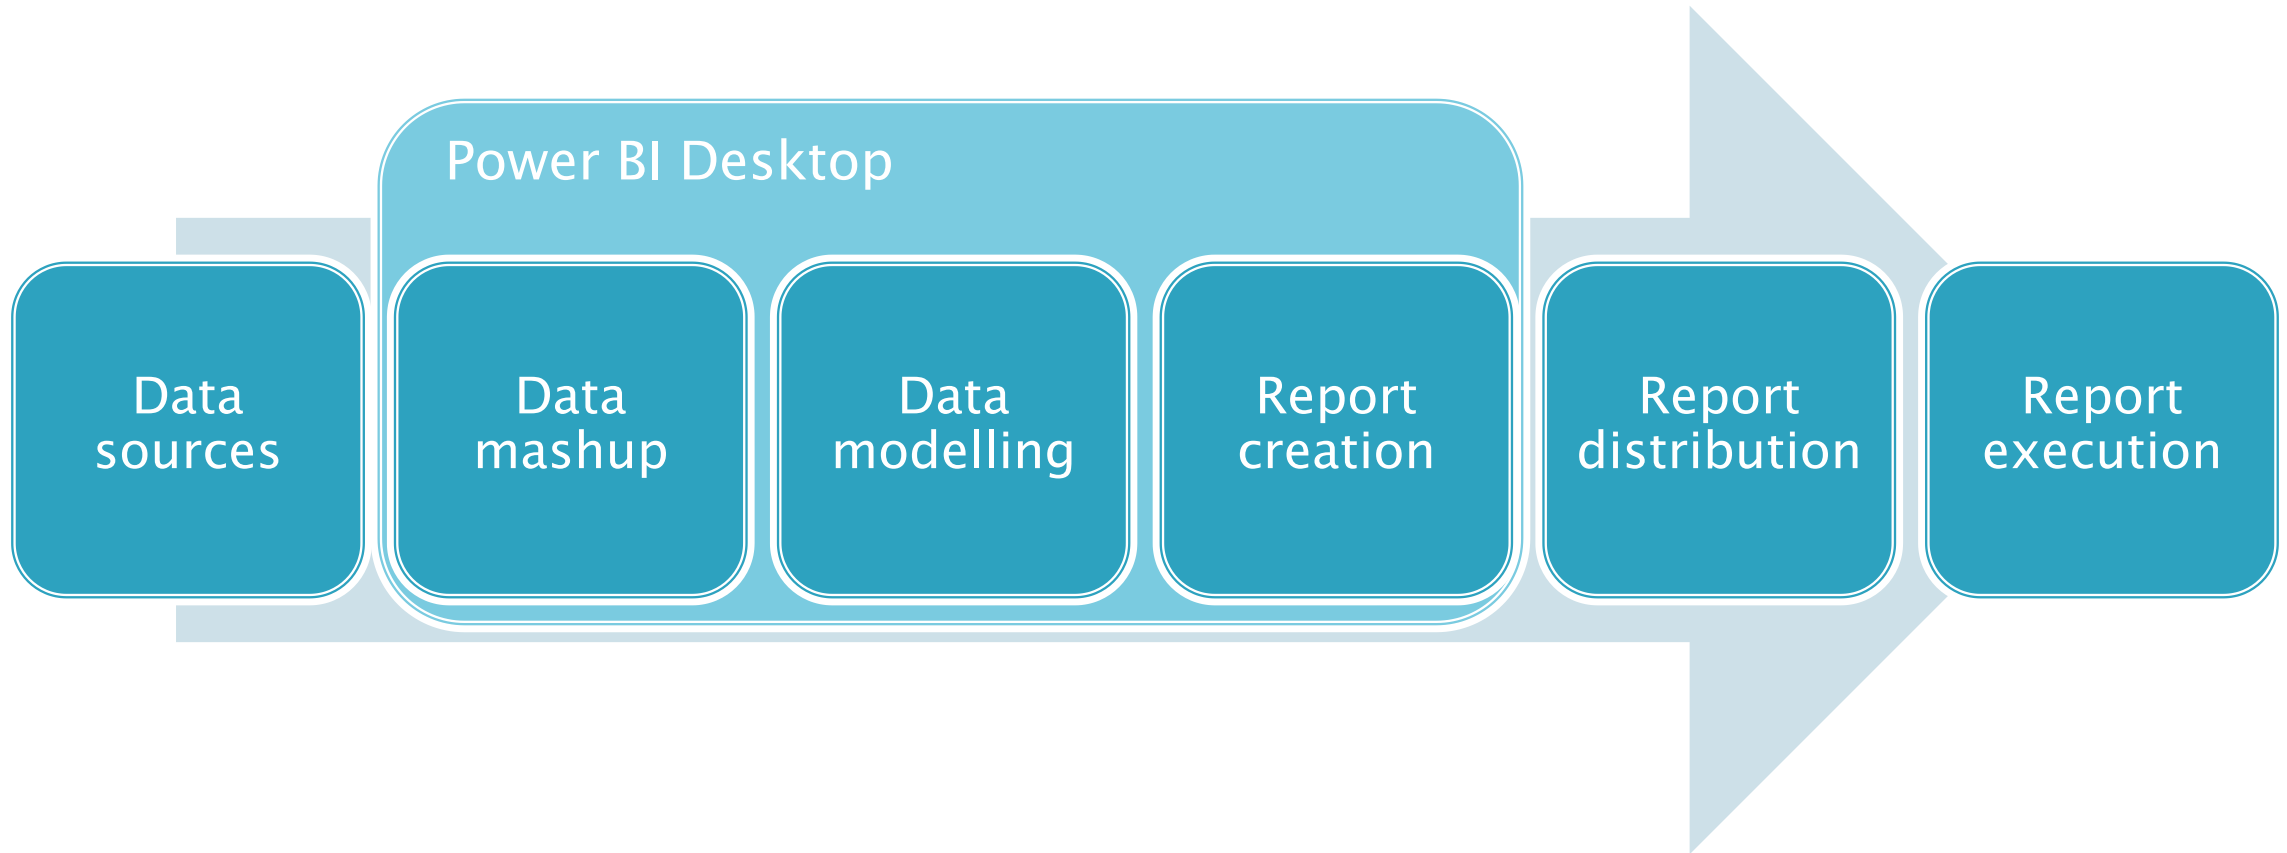 Power BI Desktop
Data
sources
Data
mashup
Data
modelling
Report
creation
Report
distribution
Report
execution